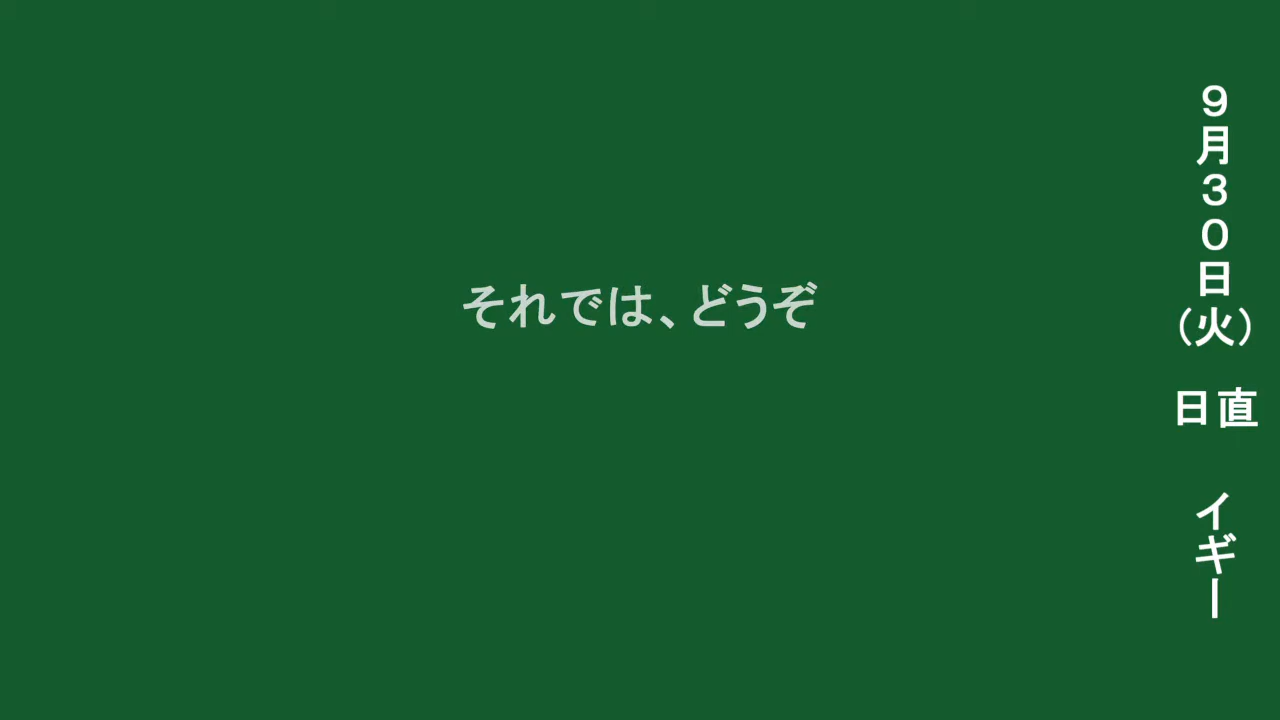 それでは、どうぞ
９月３０日（火）
日直
イギー